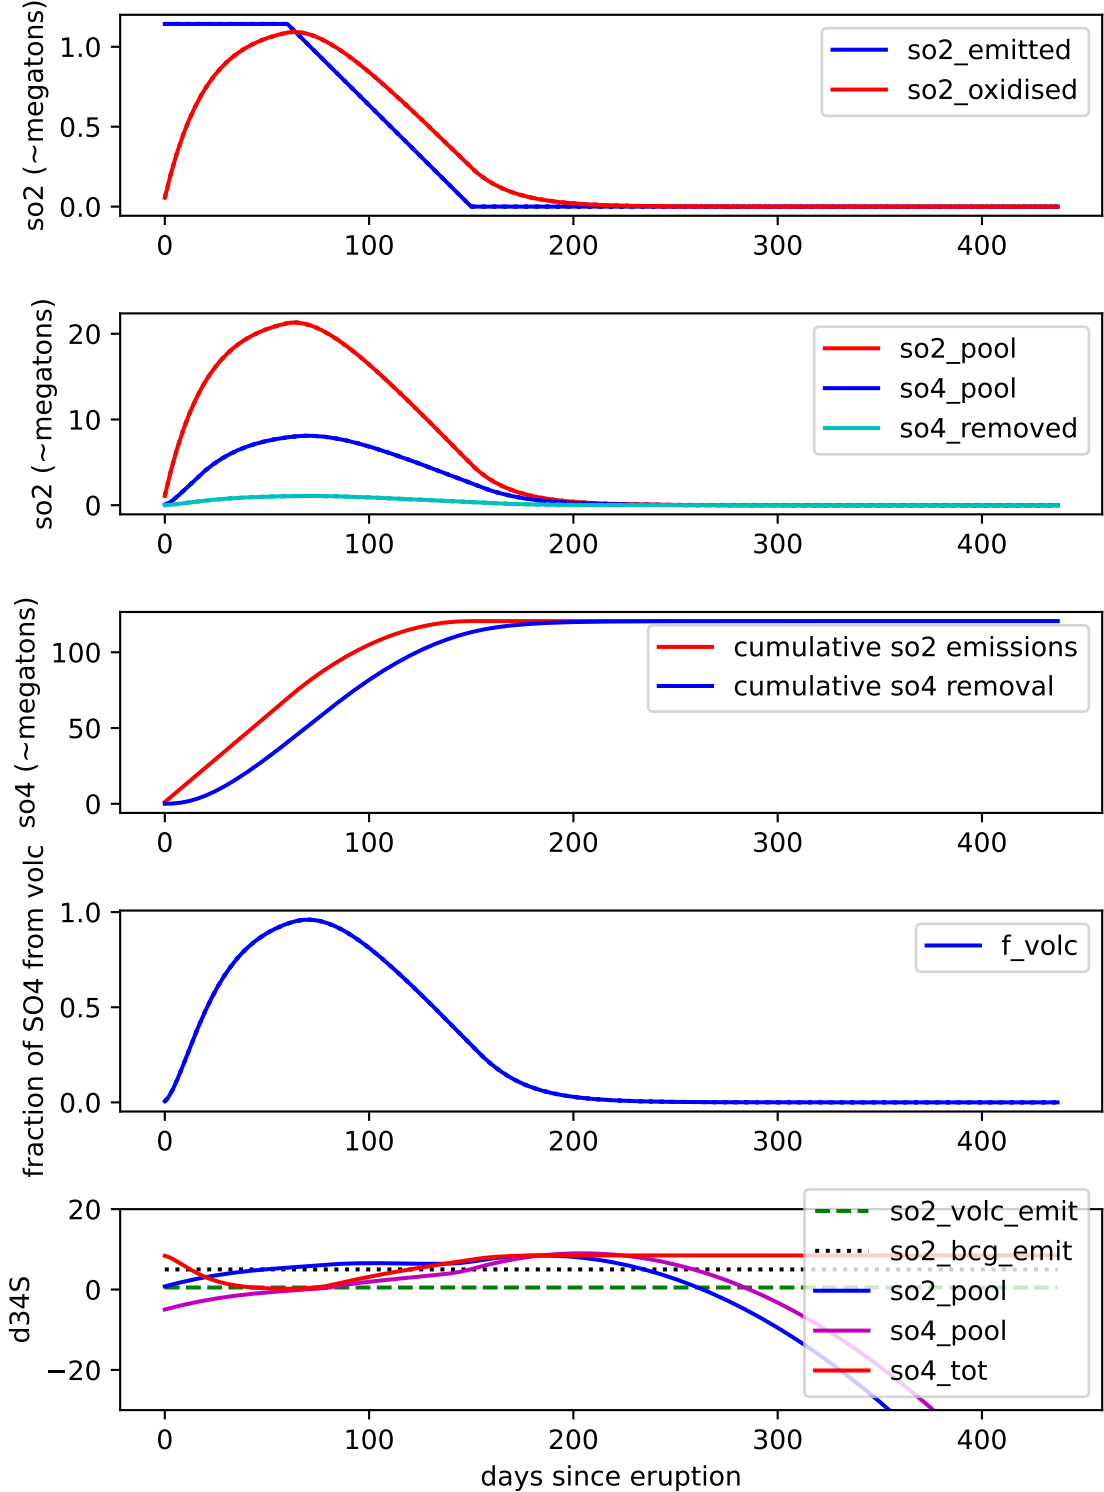 so2 (~megatons)
1.0
0.5
0.0
so2_emitted
so2_oxidised
0 100 200 300 400
so2 (~megatons)
20
10
0
so2_pool
so4_pool
so4_removed
0 100 200 300 400
so4 (~megatons)
100
50
0
cumulative so2 emissions
cumulative so4 removal
0 100 200 300 400
fraction of SO4 from volc
1.0
0.5
0.0
f_volc
0 100 200 300 400
d34S
20
0
−20
so2_volc_emit
so2_bcg_emit
so2_pool
so4_pool
so4_tot
0 100 200 300 400
days since eruption